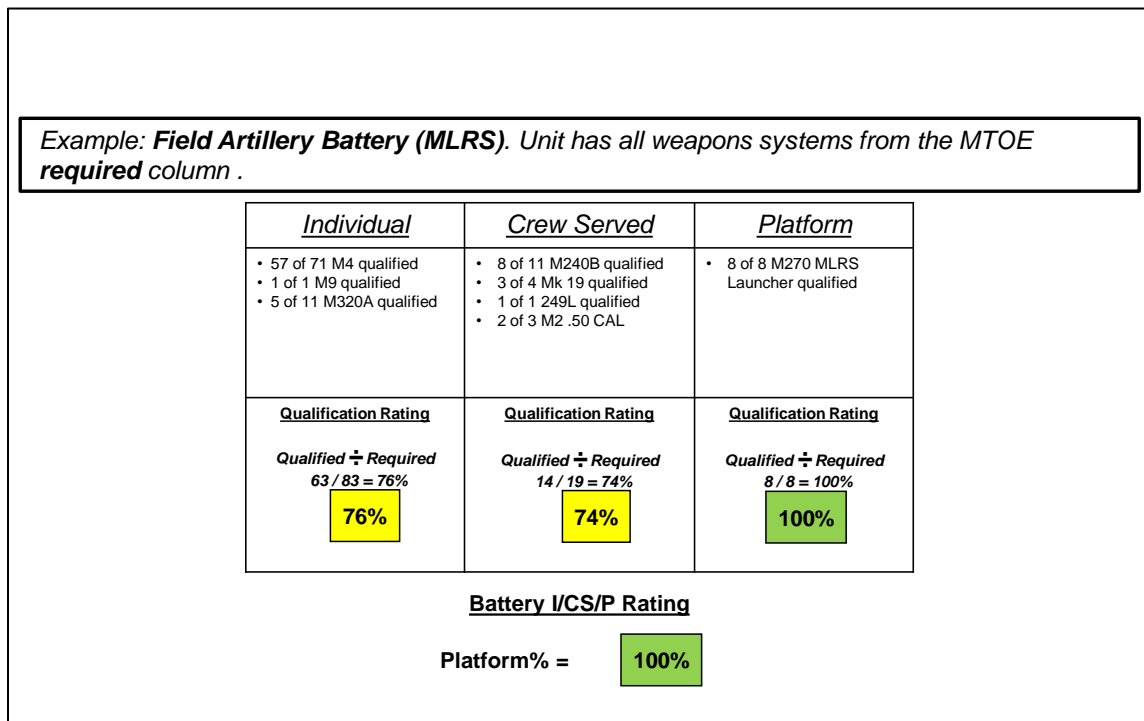 Example: Field Artillery Battery (MLRS). Unit has all weapons systems from the MTOE
required column .
Individual
• 57 of 71 M4 qualified
• 1 of 1 M9 qualified
• 5 of 11 M320A qualified
Crew Served
• 8 of 11 M240B qualified
• 3 of 4 Mk 19 qualified
• 1 of 1 249L qualified
• 2 of 3 M2 .50 CAL
Platform
• 8 of 8 M270 MLRS
Launcher qualified
Qualification Rating
Qualified ÷ Required
63 / 83 = 76%
76%
Qualification Rating
Qualified ÷ Required
14 / 19 = 74%
74%
Qualification Rating
Qualified ÷ Required
8 / 8 = 100%
100%
Battery I/CS/P Rating
Platform% = 100%